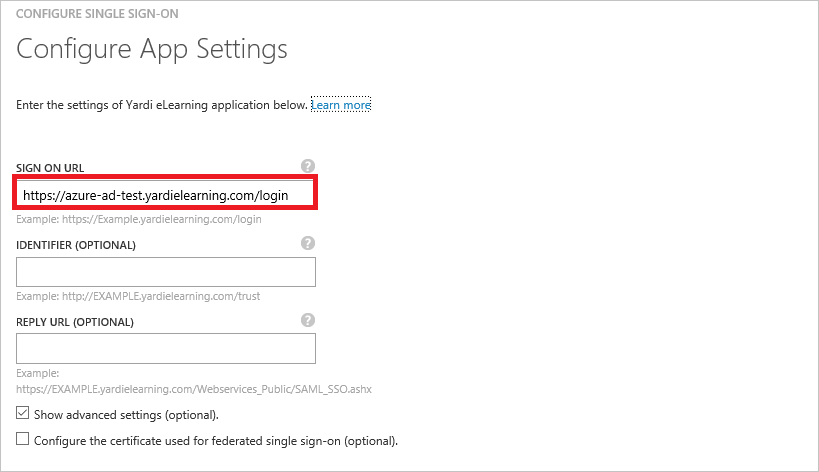 CONFIGURE SINGLE SIGN-ON
Configure App Settings
Enter the settings of Yardi eLearning application below. Learn more
SIGN ON URL ?
https://azure-ad-test.yardielearning.com/login
Example: https://Example.yardielearning.com/login
IDENTIFIER (OPTIONAL) ?
Example: http://EXAMPLE.yardielearning.com/trust
REPLY URL (OPTIONAL) ?
Example:
https://EXAMPLE.yardielearning.com/Webservices_Public/SAML_SSO.ashx
Show advanced settings (optional).
Configure the certificate used for federated single sign-on (optional).